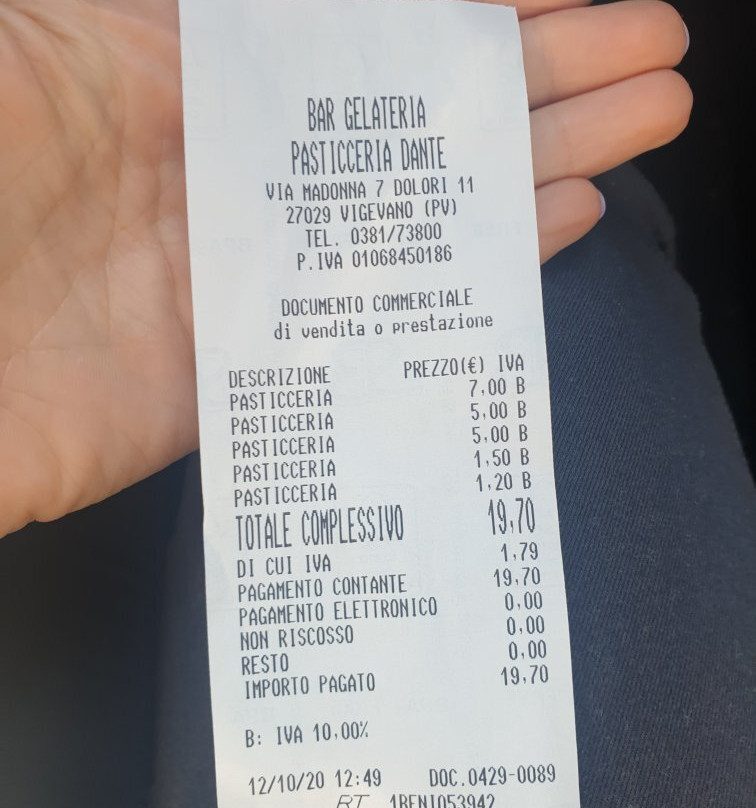 BAR GELATERIA
PASTICCERIA DANTE
VIA MADONNA 7 DOLORI 11
27029 VIGEVANO (PV)
TEL. 0381/73800
P.IVA 01068450186
DOCUMENTO COMMERCIALE
di vendita o prestazione
DESCRIZIONE PREZZO(€) IVA
PASTICCERIA 7,00 B
PASTICCERIA 5,00 B
PASTICCERIA 5,00 B
PASTICCERIA 1,50 B
PASTICCERIA 1,20 B
TOTALE COMPLESSIVO 19,70
DI CUI IVA 1,79
PAGAMENTO CONTANTE 19,70
PAGAMENTO ELETTRONICO 0,00
NON RISCOSSO 0,00
RESTO 0,00
IMPORTO PAGATO 19,70
B: IVA 10,00%
12/10/20 12:49 DOC.0429-0089
RT 1BENI053942